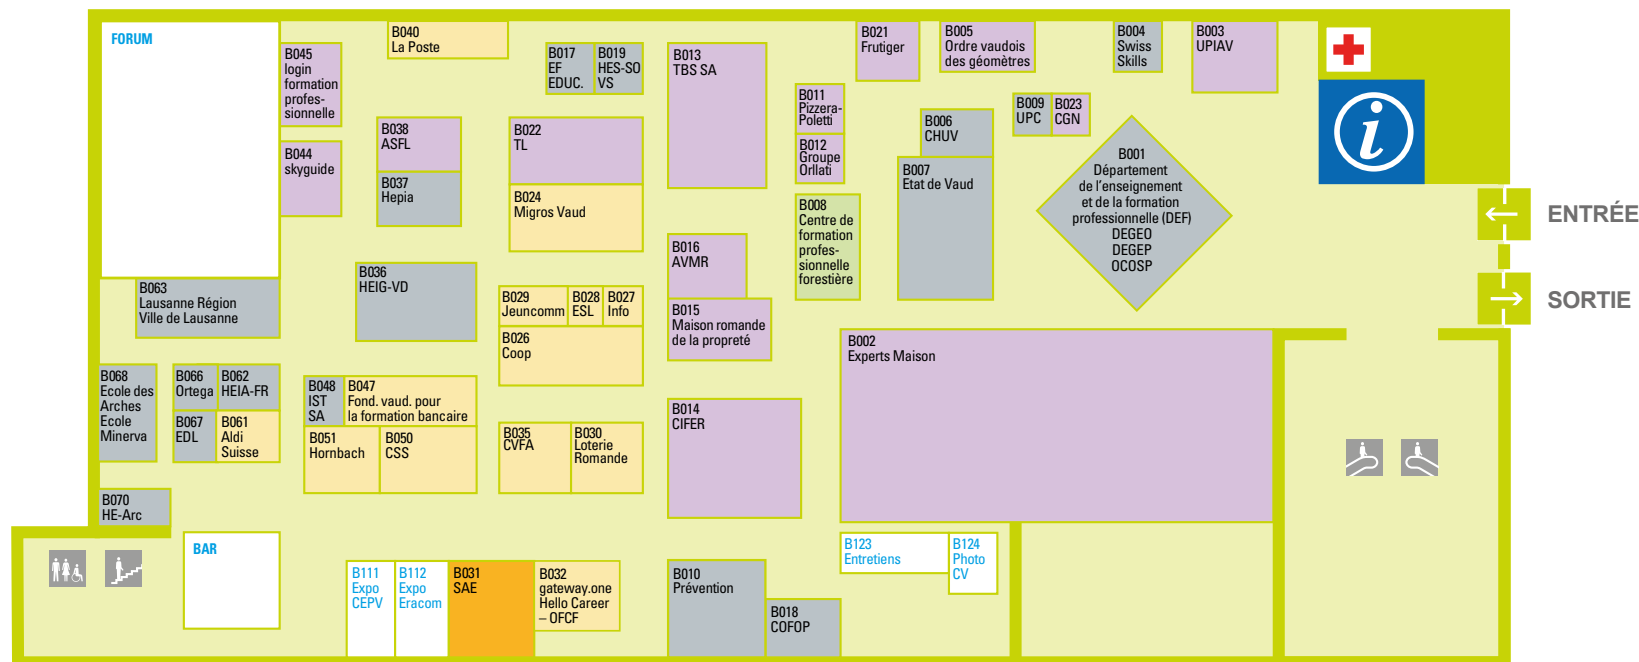 FORUM
B045
login
formation
profes-
sionnelle
B044
skyguide
B040
La Poste
B017
EF
EDUC.
B019
HES-SO
VS
B013
TBS SA
B021
Frutiger
B005
Ordre vaudois
des géomètres
B004
Swiss
Skills
B003
UPIAV
i
B038
ASFL
B037
Hepia
B022
TL
B024
Migros Vaud
B011
Pizzera-
Poletti
B012
Groupe
Orllati
B009
UPC
B023
CGN
B006
CHUV
B007
Etat de Vaud
B001
Département
de l'enseignement
et de la formation
professionnelle (DEF)
DEGEO
DEGEP
OCOSP
ENTRÉE
SORTIE
B008
Centre de
formation
profes-
sionnelle
forestière
B016
AVMR
B015
Maison romande
de la propreté
B063
Lausanne Région
Ville de Lausanne
B036
HEIG-VD
B029
Jeuncomm
B028
ESL
B027
Info
B026
Coop
B002
Experts Maison
B068
Ecole des
Arches
Ecole
Minerva
B066
Ortega
B062
HEIA-FR
B067
EDL
B061
Aldi
Suisse
B048
IST
SA
B047
Fond. vaud. pour
la formation bancaire
B051
Hornbach
B050
CSS
B035
CVFA
B030
Loterie
Romande
B014
CIFER
B070
HE-Arc
BAR
B111
Expo
CEPV
B112
Expo
Eracom
B031
SAE
B032
gateway.one
Hello Career
– OFCF
B010
Prévention
B018
COFOP
B123
Entretiens
B124
Photo
CV